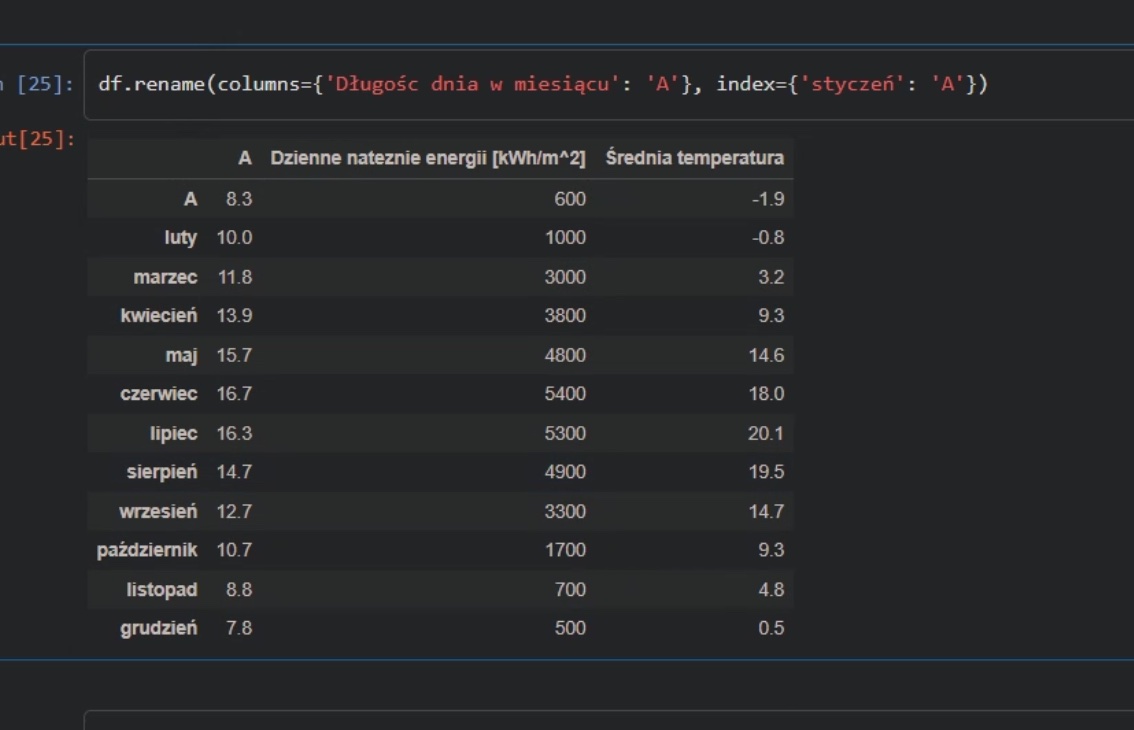 [25]: df.rename(columns={'Długośc dnia w miesiącu': 'A'}, index={'styczeń': 'A'})
ut[25]:
A Dzienne nateznie energii [kWh/m^2] Średnia temperatura
A 8.3 600 -1.9
luty 10.0 1000 -0.8
marzec 11.8 3000 3.2
kwiecień 13.9 3800 9.3
maj 15.7 4800 14.6
czerwiec 16.7 5400 18.0
lipiec 16.3 5300 20.1
sierpień 14.7 4900 19.5
wrzesień 12.7 3300 14.7
październik 10.7 1700 9.3
listopad 8.8 700 4.8
grudzień 7.8 500 0.5